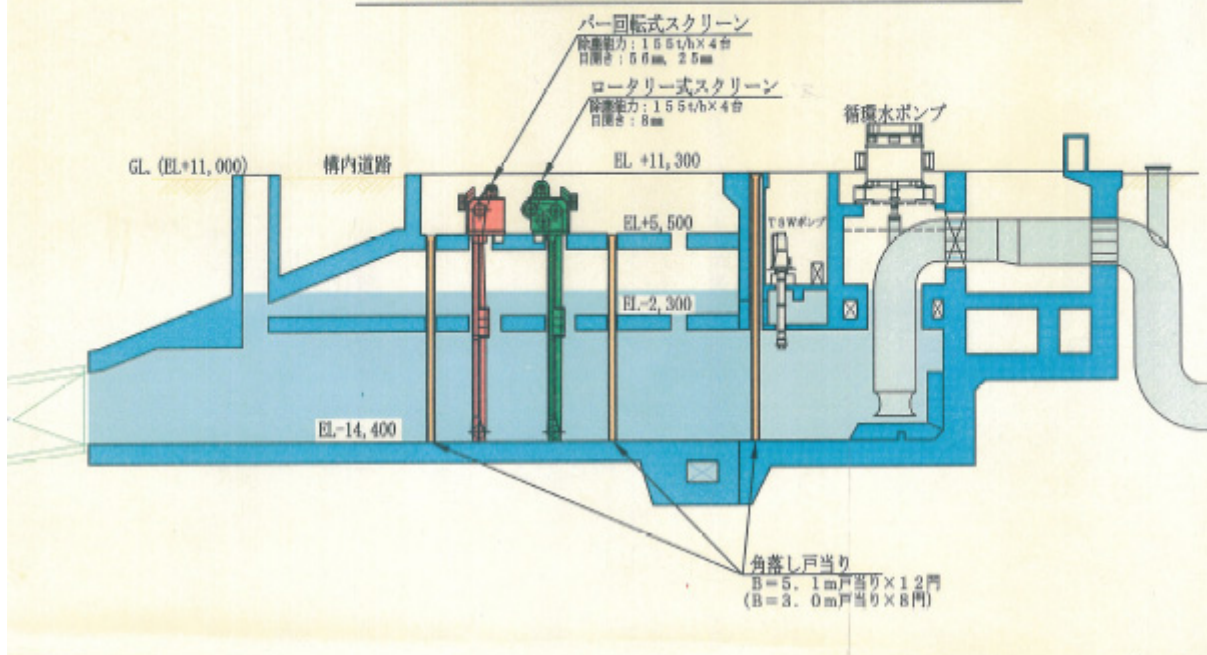 バー回転式スクリーン
除塵能力：155t/h×4台
目開き：56㎜，25㎜
ロータリー式スクリーン
除塵能力：155t/h×4台
目開き：8㎜
循環水ポンプ
GL. (EL+11,000)
構内道路
EL +11,300
EL+5,500
TSWポンプ
EL-2,300
EL-14,400
角落し戸当り
B=5.1m戸当り×12門
(B=3.0m戸当り×8門)